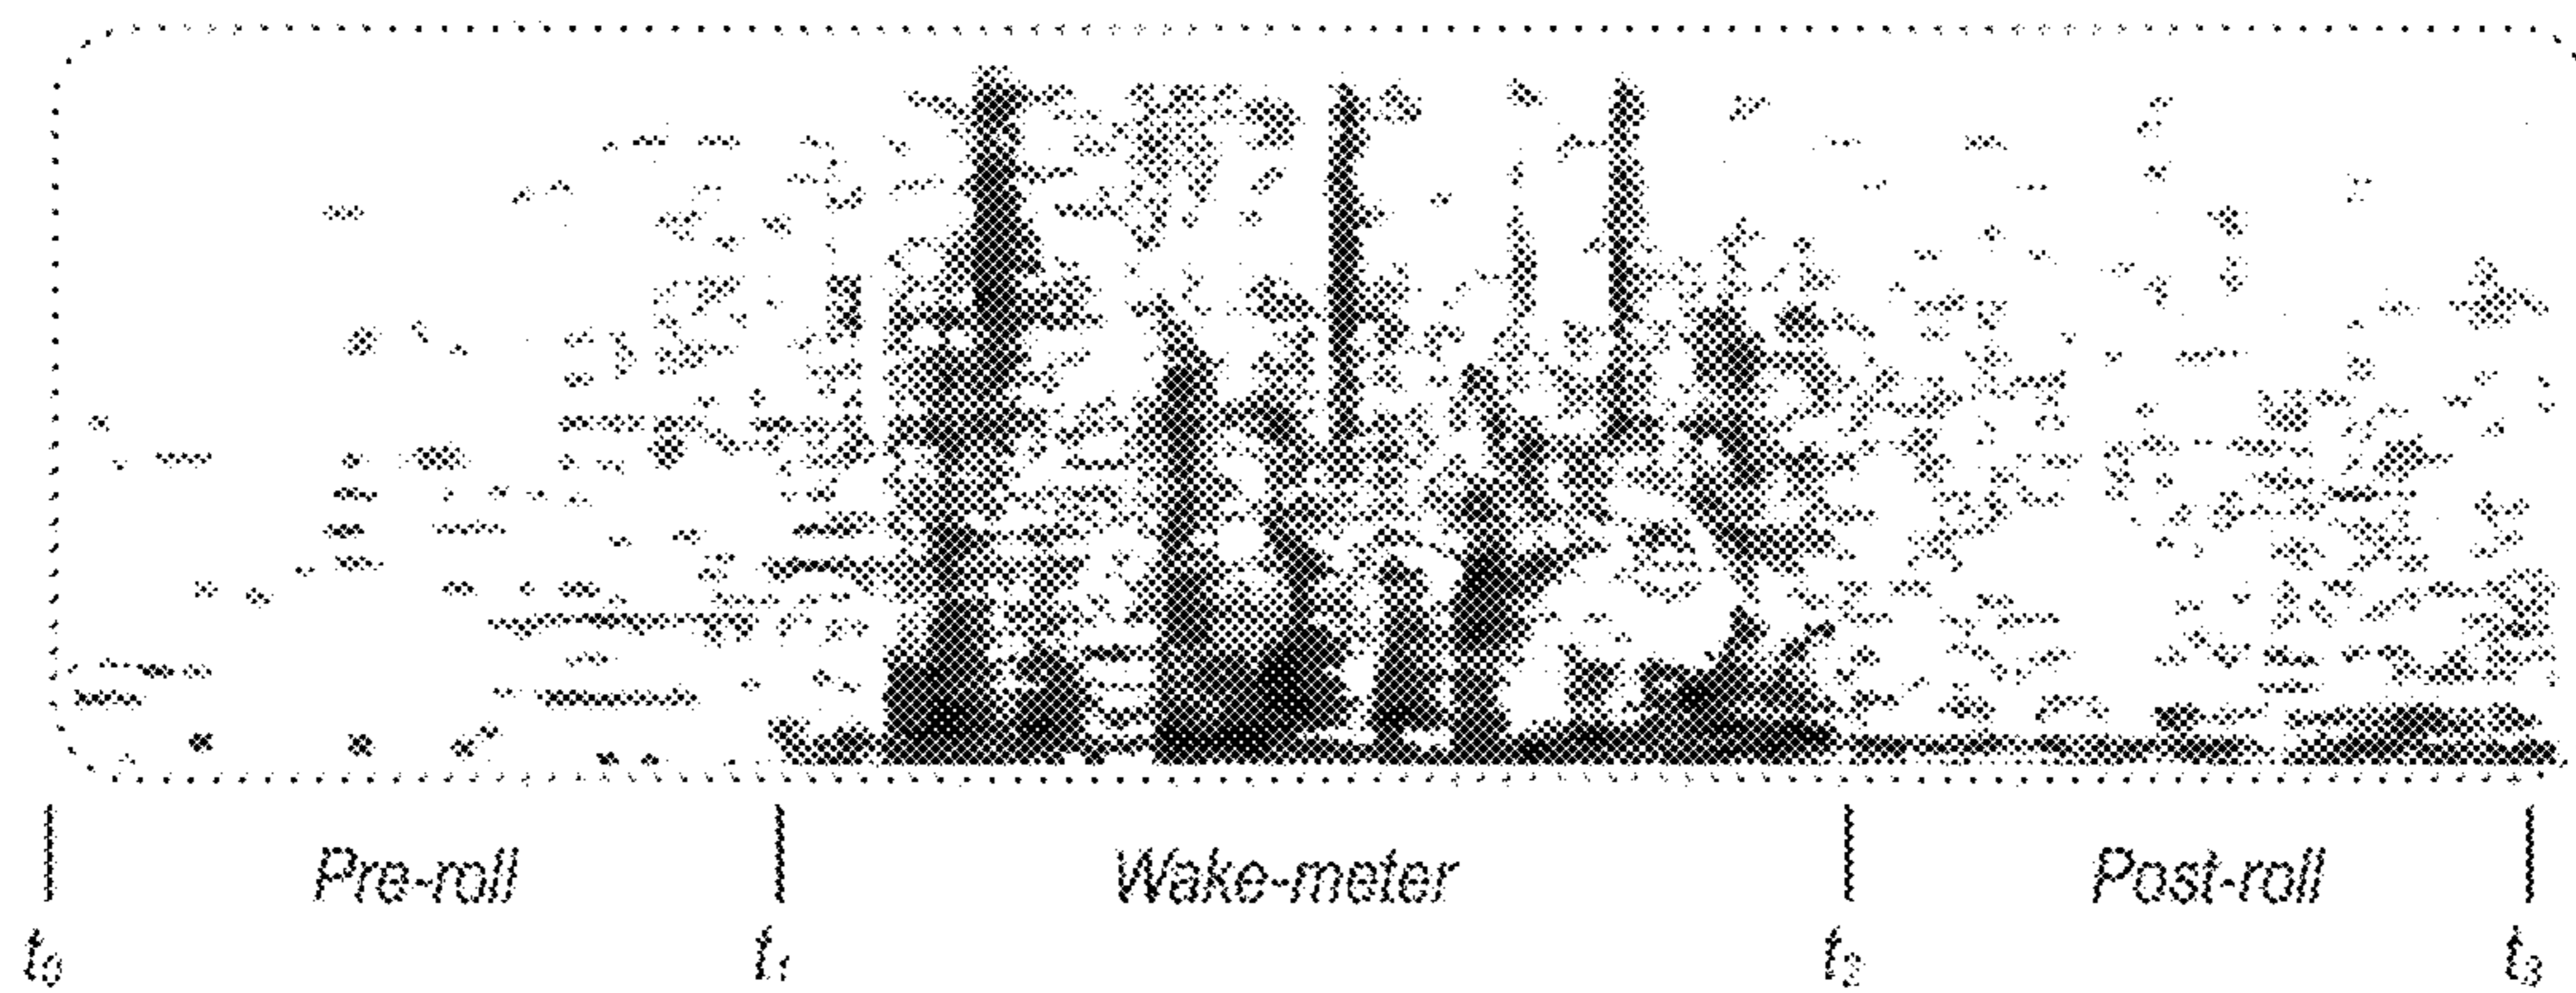 Pre-roll Wake-meter Post-roll
t₀ t₁ t₂ t₃